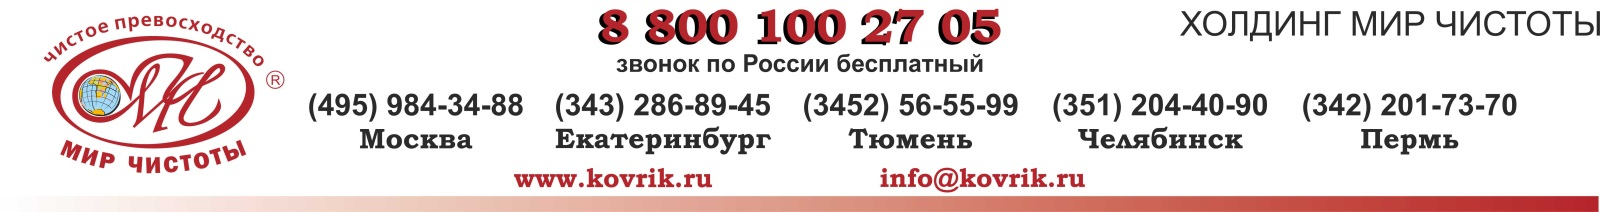 чистое превосходство
МИР ЧИСТОТЫ
®
8 800 100 27 05
звонок по России бесплатный
ХОЛДИНГ МИР ЧИСТОТЫ
(495) 984-34-88 (343) 286-89-45 (3452) 56-55-99 (351) 204-40-90 (342) 201-73-70
Москва Екатеринбург Тюмень Челябинск Пермь
www.kovrik.ru info@kovrik.ru